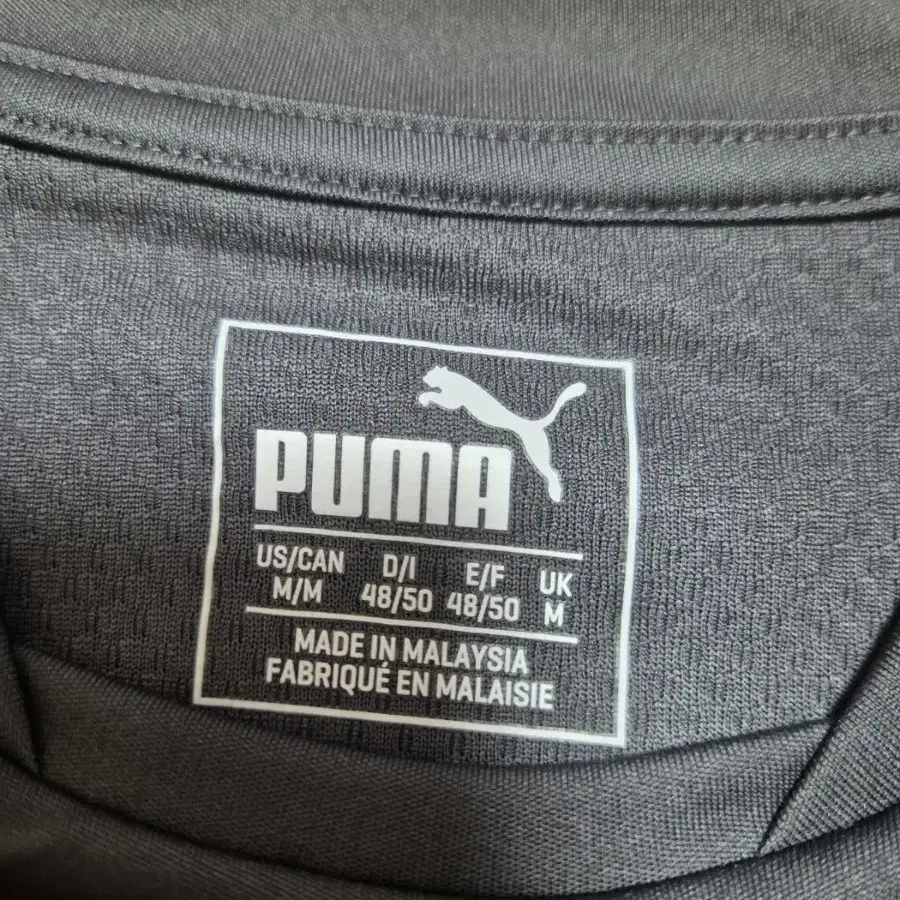 PUMA
US/CAN D/I E/F UK
M/M 48/50 48/50 M
MADE IN MALAYSIA
FABRIQUÉ EN MALAISIE